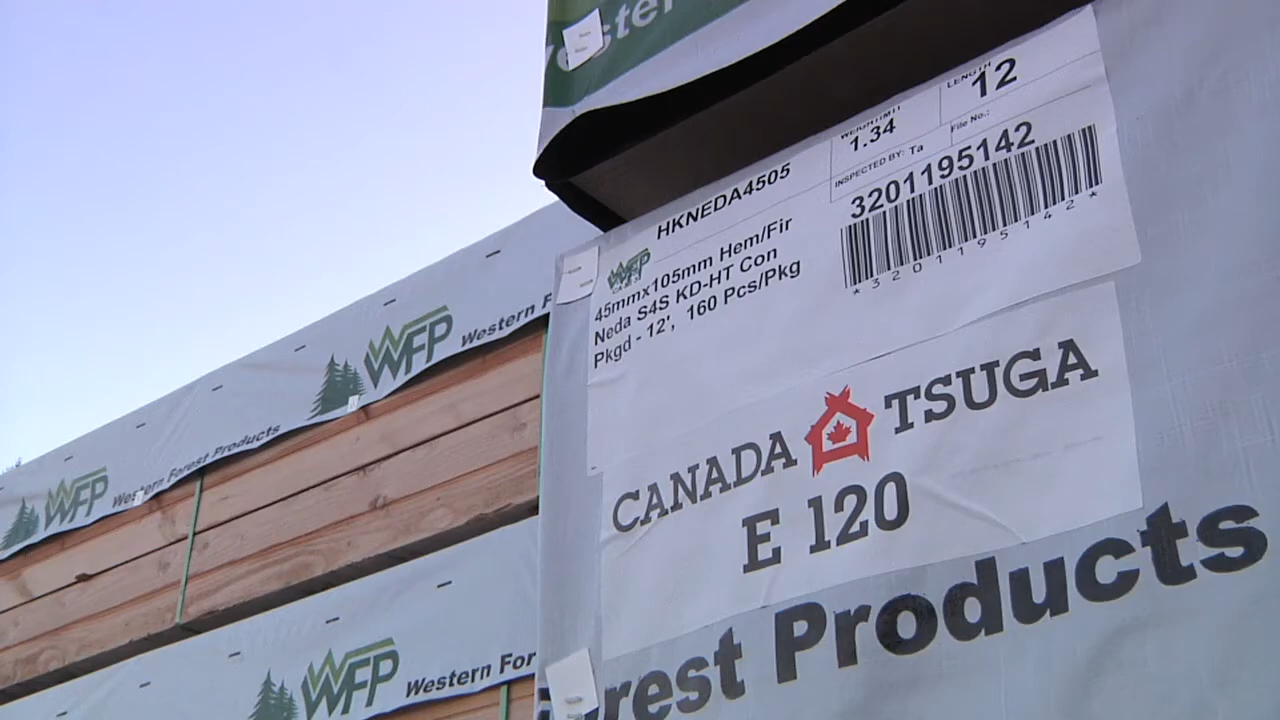 ster
LENGTH
12
1.34
File No.:
INSPECTED BY: Ta
HKNEDA4505
3201195142
WFP
45mmx105mm Hem/Fir
Neda S4S KD-HT Con
Pkgd - 12', 160 Pcs/Pkg
*3201195142*
CANADA TSUGA
E 120
rest Products
WFP Western F
WFP Western Forest Products
WFP Western For